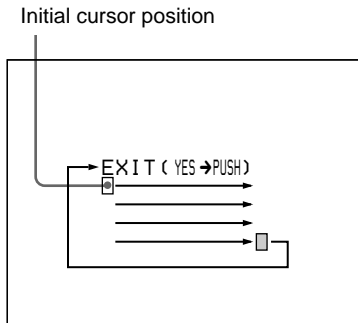 Initial cursor position
EXIT ( YES ➔PUSH)